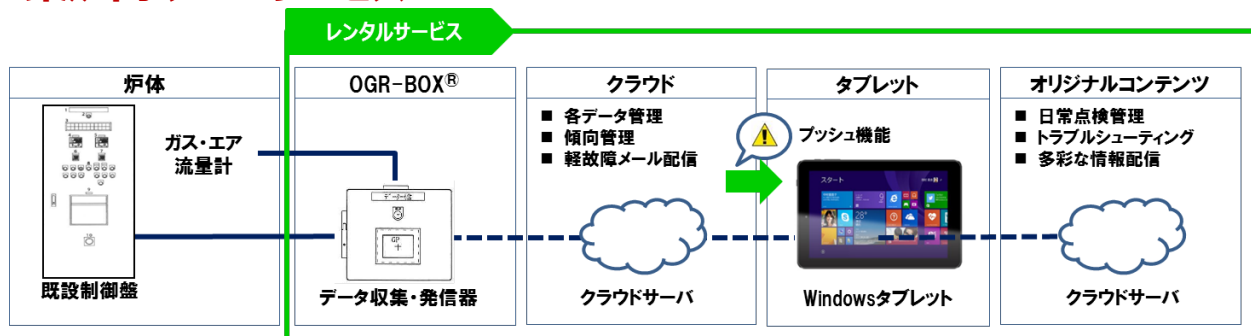 レンタルサービス
炉体
ガス・エア
流量計
既設制御盤
OGR-BOX®
データ収集・発信器
GP
クラウド
■ 各データ管理
■ 傾向管理
■ 軽故障メール配信
クラウドサーバ
タブレット
プッシュ機能
スタート
28°
Windowsタブレット
オリジナルコンテンツ
■ 日常点検管理
■ トラブルシューティング
■ 多彩な情報配信
クラウドサーバ